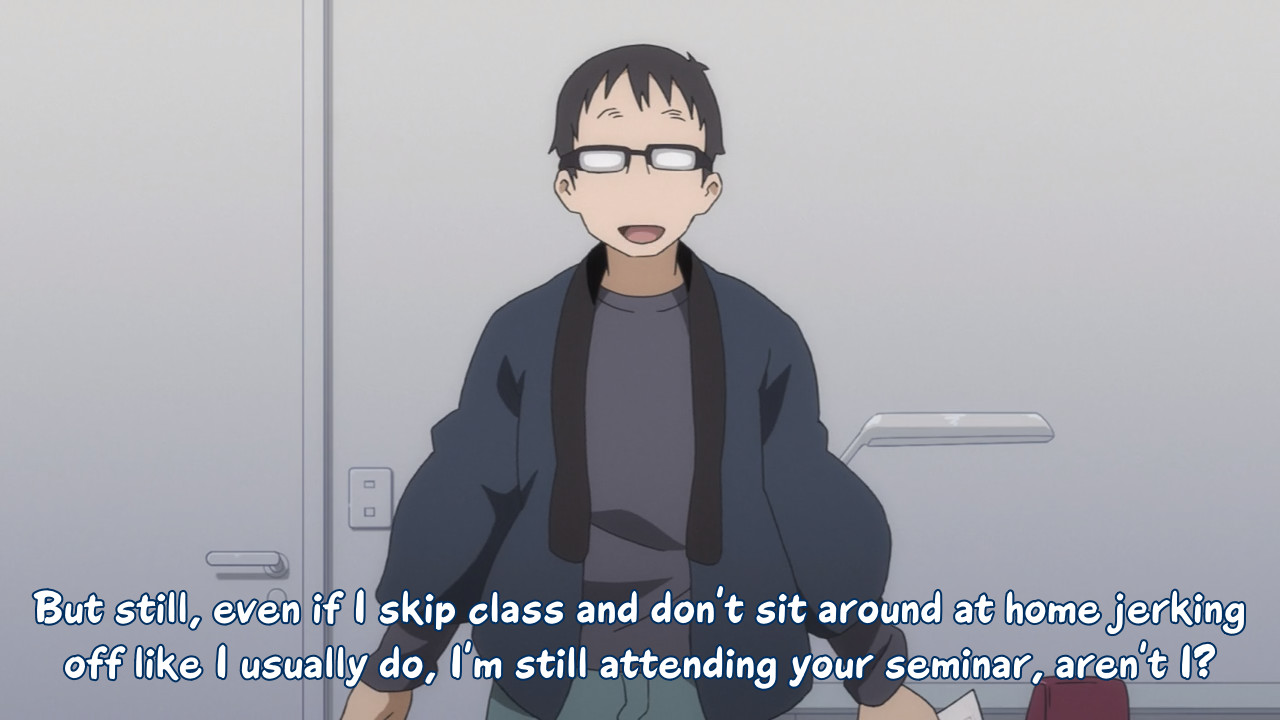 But still, even if I skip class and don't sit around at home jerking
off like I usually do, I'm still attending your seminar, aren't I?